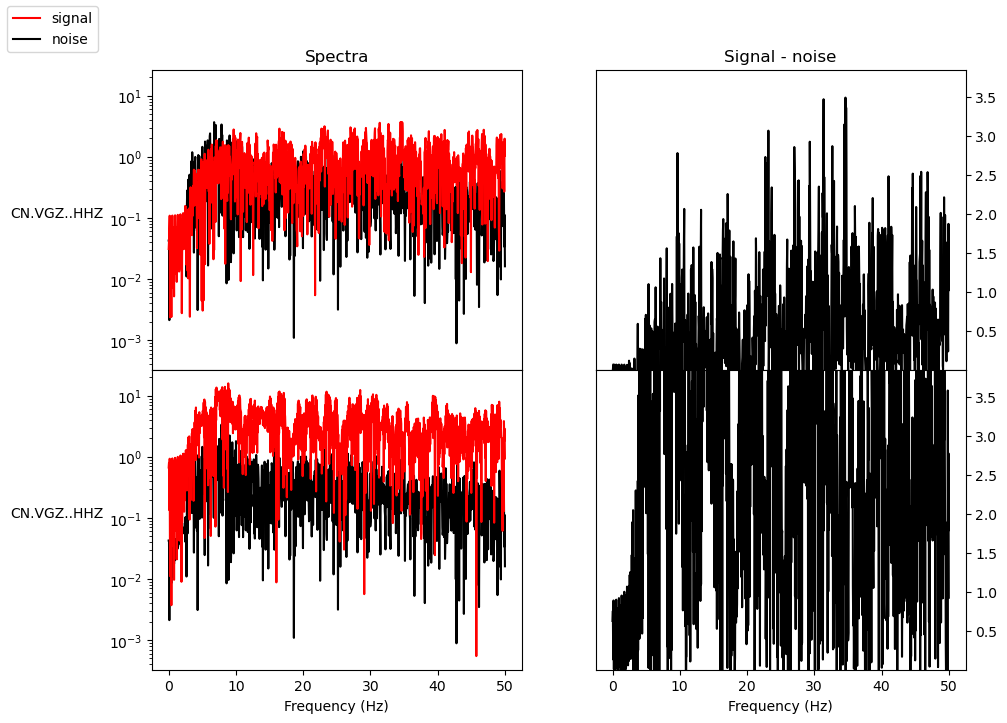 signal
noise
Spectra
Signal - noise
10¹
10⁰
10⁻¹
10⁻²
10⁻³
CN.VGZ..HHZ
3.5
3.0
2.5
2.0
1.5
1.0
0.5
10¹
10⁰
10⁻¹
10⁻²
10⁻³
CN.VGZ..HHZ
3.5
3.0
2.5
2.0
1.5
1.0
0.5
0 10 20 30 40 50
0 10 20 30 40 50
Frequency (Hz)
Frequency (Hz)